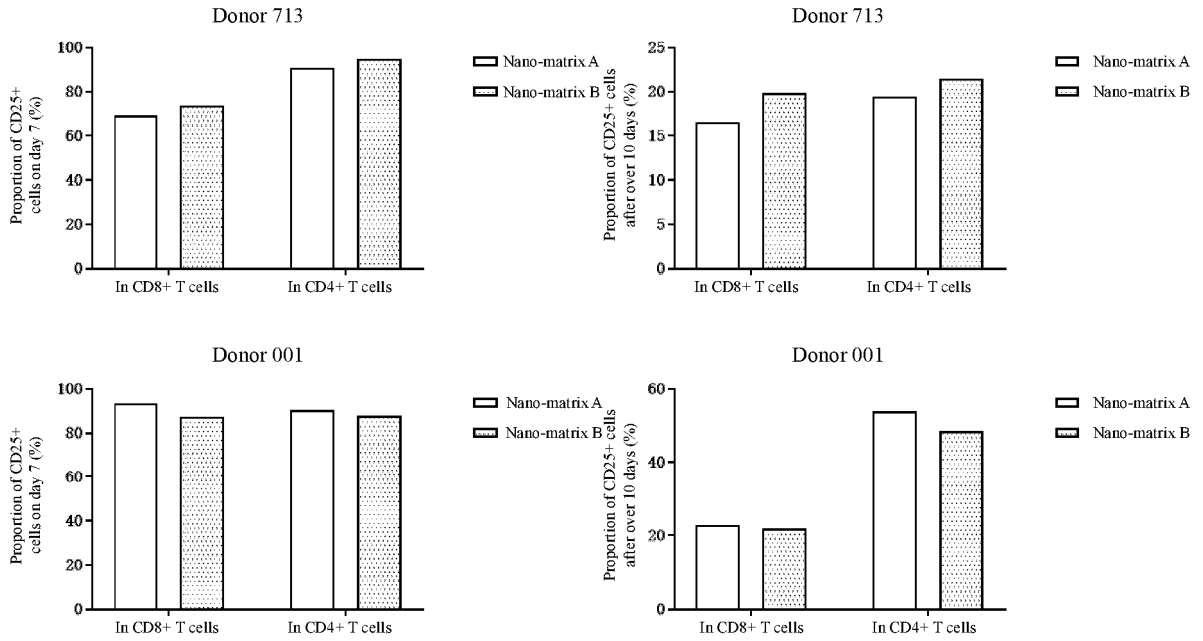 Donor 713
Proportion of CD25+
cells on day 7 (%)
100
80
60
40
20
0
In CD8+ T cells
In CD4+ T cells
Nano-matrix A
Nano-matrix B
Donor 713
Proportion of CD25+ cells
after over 10 days (%)
25
20
15
10
5
0
In CD8+ T cells
In CD4+ T cells
Nano-matrix A
Nano-matrix B
Donor 001
Proportion of CD25+
cells on day 7 (%)
100
80
60
40
20
0
In CD8+ T cells
In CD4+ T cells
Nano-matrix A
Nano-matrix B
Donor 001
Proportion of CD25+ cells
after over 10 days (%)
60
40
20
0
In CD8+ T cells
In CD4+ T cells
Nano-matrix A
Nano-matrix B